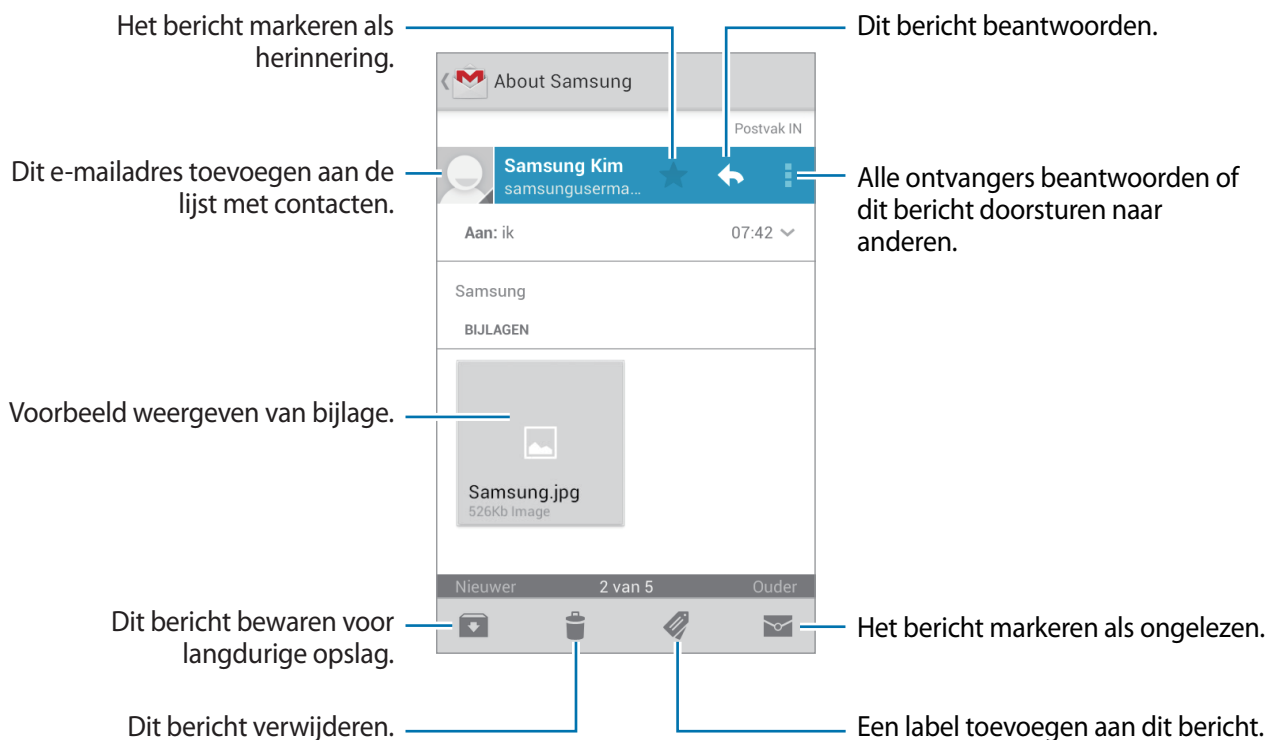 Het bericht markeren als
herinnering.
Dit bericht beantwoorden.
About Samsung
Postvak IN
Dit e-mailadres toevoegen aan de
lijst met contacten.
Samsung Kim
samsunguserma...
Alle ontvangers beantwoorden of
dit bericht doorsturen naar
anderen.
Aan: ik
07:42
Samsung
BIJLAGEN
Voorbeeld weergeven van bijlage.
Samsung.jpg
526Kb Image
Nieuwer 2 van 5 Ouder
Dit bericht bewaren voor
langdurige opslag.
Het bericht markeren als ongelezen.
Dit bericht verwijderen.
Een label toevoegen aan dit bericht.